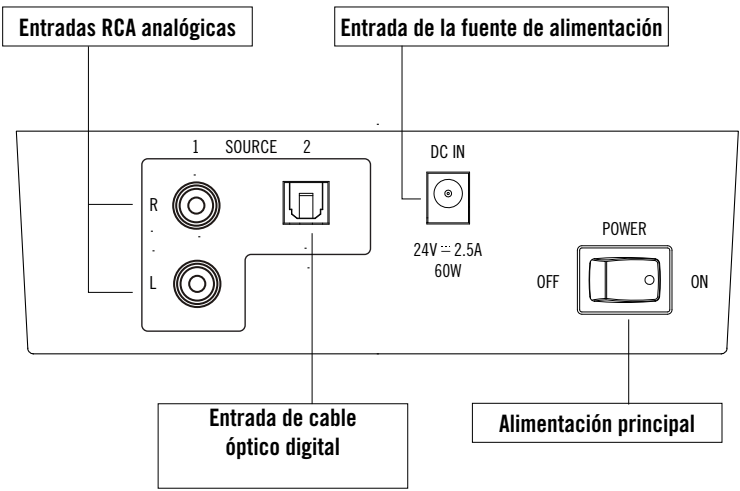 Entradas RCA analógicas
Entrada de la fuente de alimentación
1 SOURCE 2
DC IN
R
L
24V ⎓ 2.5A
60W
POWER
OFF
ON
Entrada de cable
óptico digital
Alimentación principal